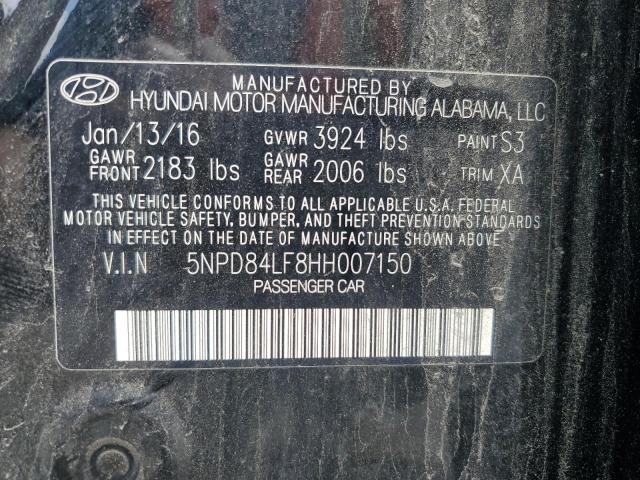 MANUFACTURED BY
HYUNDAI MOTOR MANUFACTURING ALABAMA, LLC
Jan/13/16 GVWR 3924 lbs PAINT S3
GAWR FRONT 2183 lbs GAWR REAR 2006 lbs TRIM XA
THIS VEHICLE CONFORMS TO ALL APPLICABLE U.S.A. FEDERAL
MOTOR VEHICLE SAFETY, BUMPER, AND THEFT PREVENTION STANDARDS
IN EFFECT ON THE DATE OF MANUFACTURE SHOWN ABOVE.
V.I.N 5NPD84LF8HH007150
PASSENGER CAR